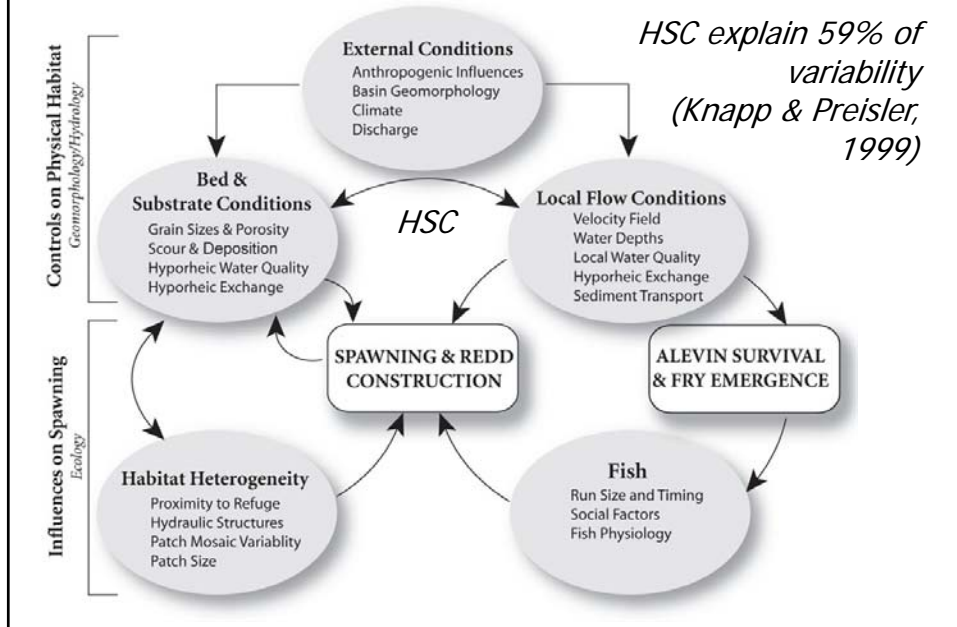 HSC explain 59% of
variability
(Knapp & Preisler,
1999)
Controls on Physical Habitat
Geomorphology/Hydrology
External Conditions
Anthropogenic Influences
Basin Geomorphology
Climate
Discharge
Bed &
Substrate Conditions
Grain Sizes & Porosity
Scour & Deposition
Hyporheic Water Quality
Hyporheic Exchange
HSC
Local Flow Conditions
Velocity Field
Water Depths
Local Water Quality
Hyporheic Exchange
Sediment Transport
Influences on Spawning
Ecology
SPAWNING & REDD
CONSTRUCTION
ALEVIN SURVIVAL
& FRY EMERGENCE
Habitat Heterogeneity
Proximity to Refuge
Hydraulic Structures
Patch Mosaic Variablity
Patch Size
Fish
Run Size and Timing
Social Factors
Fish Physiology